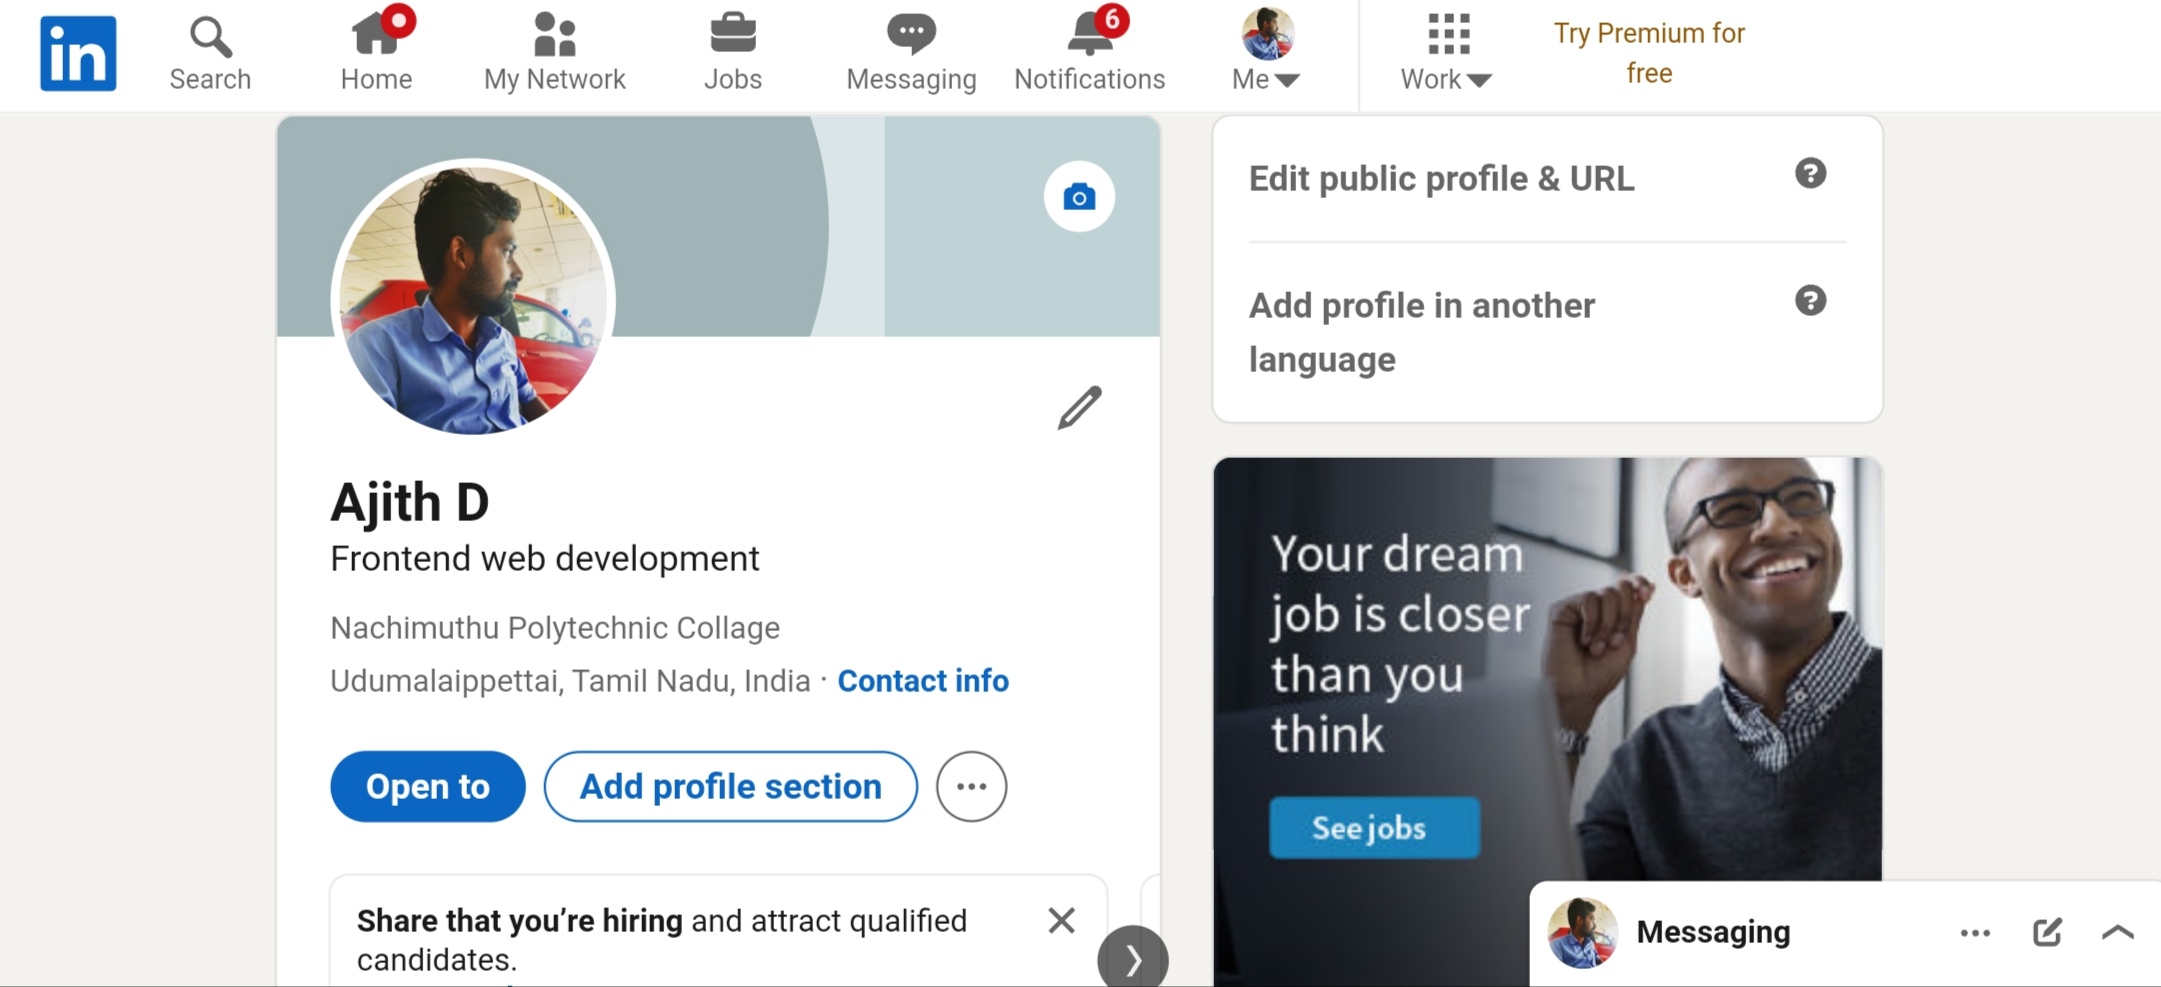 in
Search
Home
My Network
Jobs
Messaging
6
Notifications
Me
Work
Try Premium for
free
Ajith D
Frontend web development
Nachimuthu Polytechnic Collage
Udumalaippettai, Tamil Nadu, India · Contact info
Open to
Add profile section
Share that you’re hiring and attract qualified
candidates.
Edit public profile & URL
Add profile in another
language
Your dream
job is closer
than you
think
See jobs
Messaging